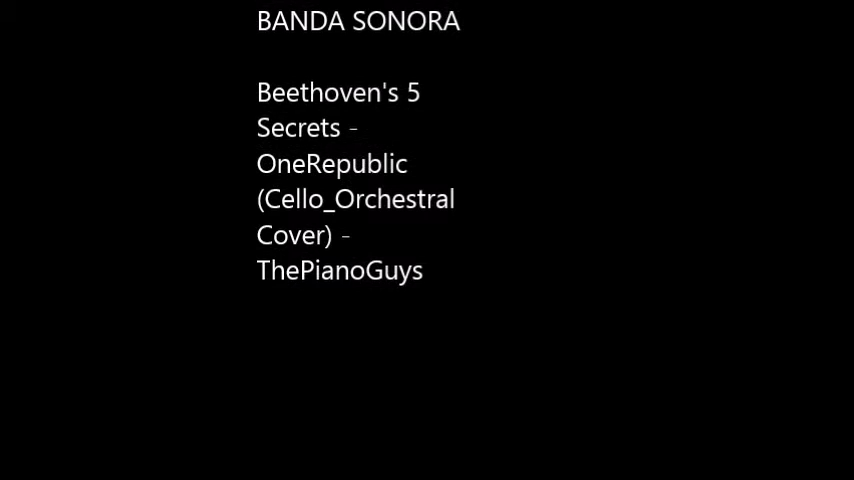 BANDA SONORA
Beethoven's 5
Secrets -
OneRepublic
(Cello_Orchestral
Cover) -
ThePianoGuys